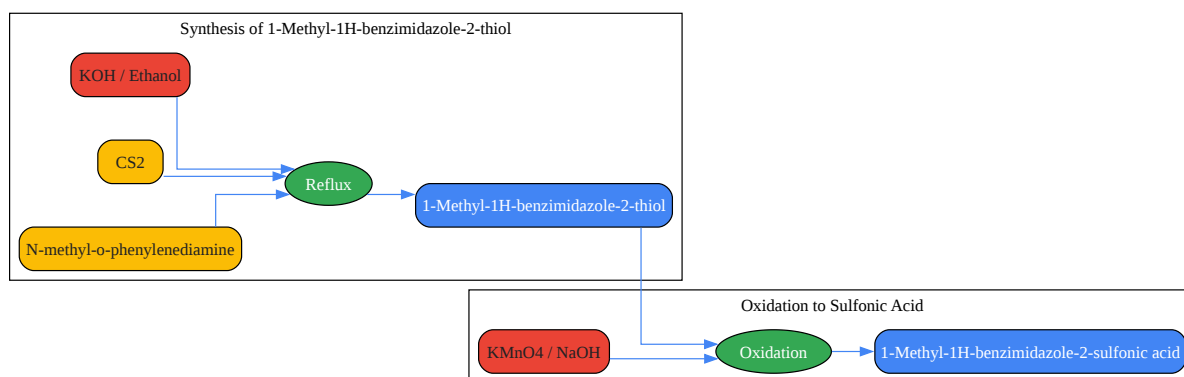 Synthesis of 1-Methyl-1H-benzimidazole-2-thiol
KOH / Ethanol
CS2
Reflux
1-Methyl-1H-benzimidazole-2-thiol
N-methyl-o-phenylenediamine
Oxidation to Sulfonic Acid
KMnO4 / NaOH
Oxidation
1-Methyl-1H-benzimidazole-2-sulfonic acid